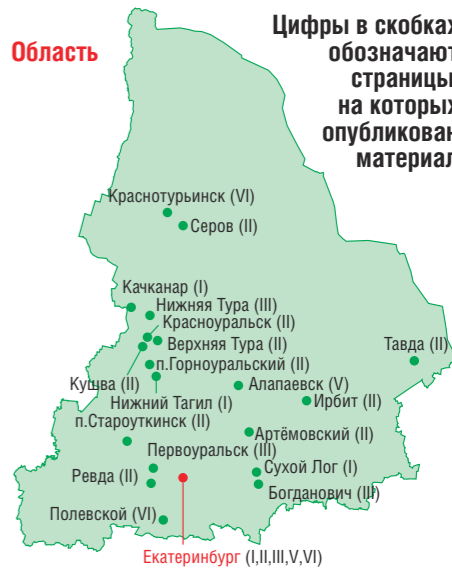 Область
Цифры в скобках
обозначают
страницы,
на которых
опубликован
материал
Краснотурьинск (VI)
Серов (II)
Качканар (I)
Нижняя Тура (III)
Красноуральск (II)
Верхняя Тура (II)
Тавда (II)
п.Горноуральский (II)
Кушва (II)
Алапаевск (V)
Нижний Тагил (I)
Ирбит (II)
п.Староуткинск (II)
Артёмовский (II)
Первоуральск (III)
Сухой Лог (I)
Ревда (II)
Богданович (III)
Полевской (VI)
Екатеринбург (I,II,III,V,VI)